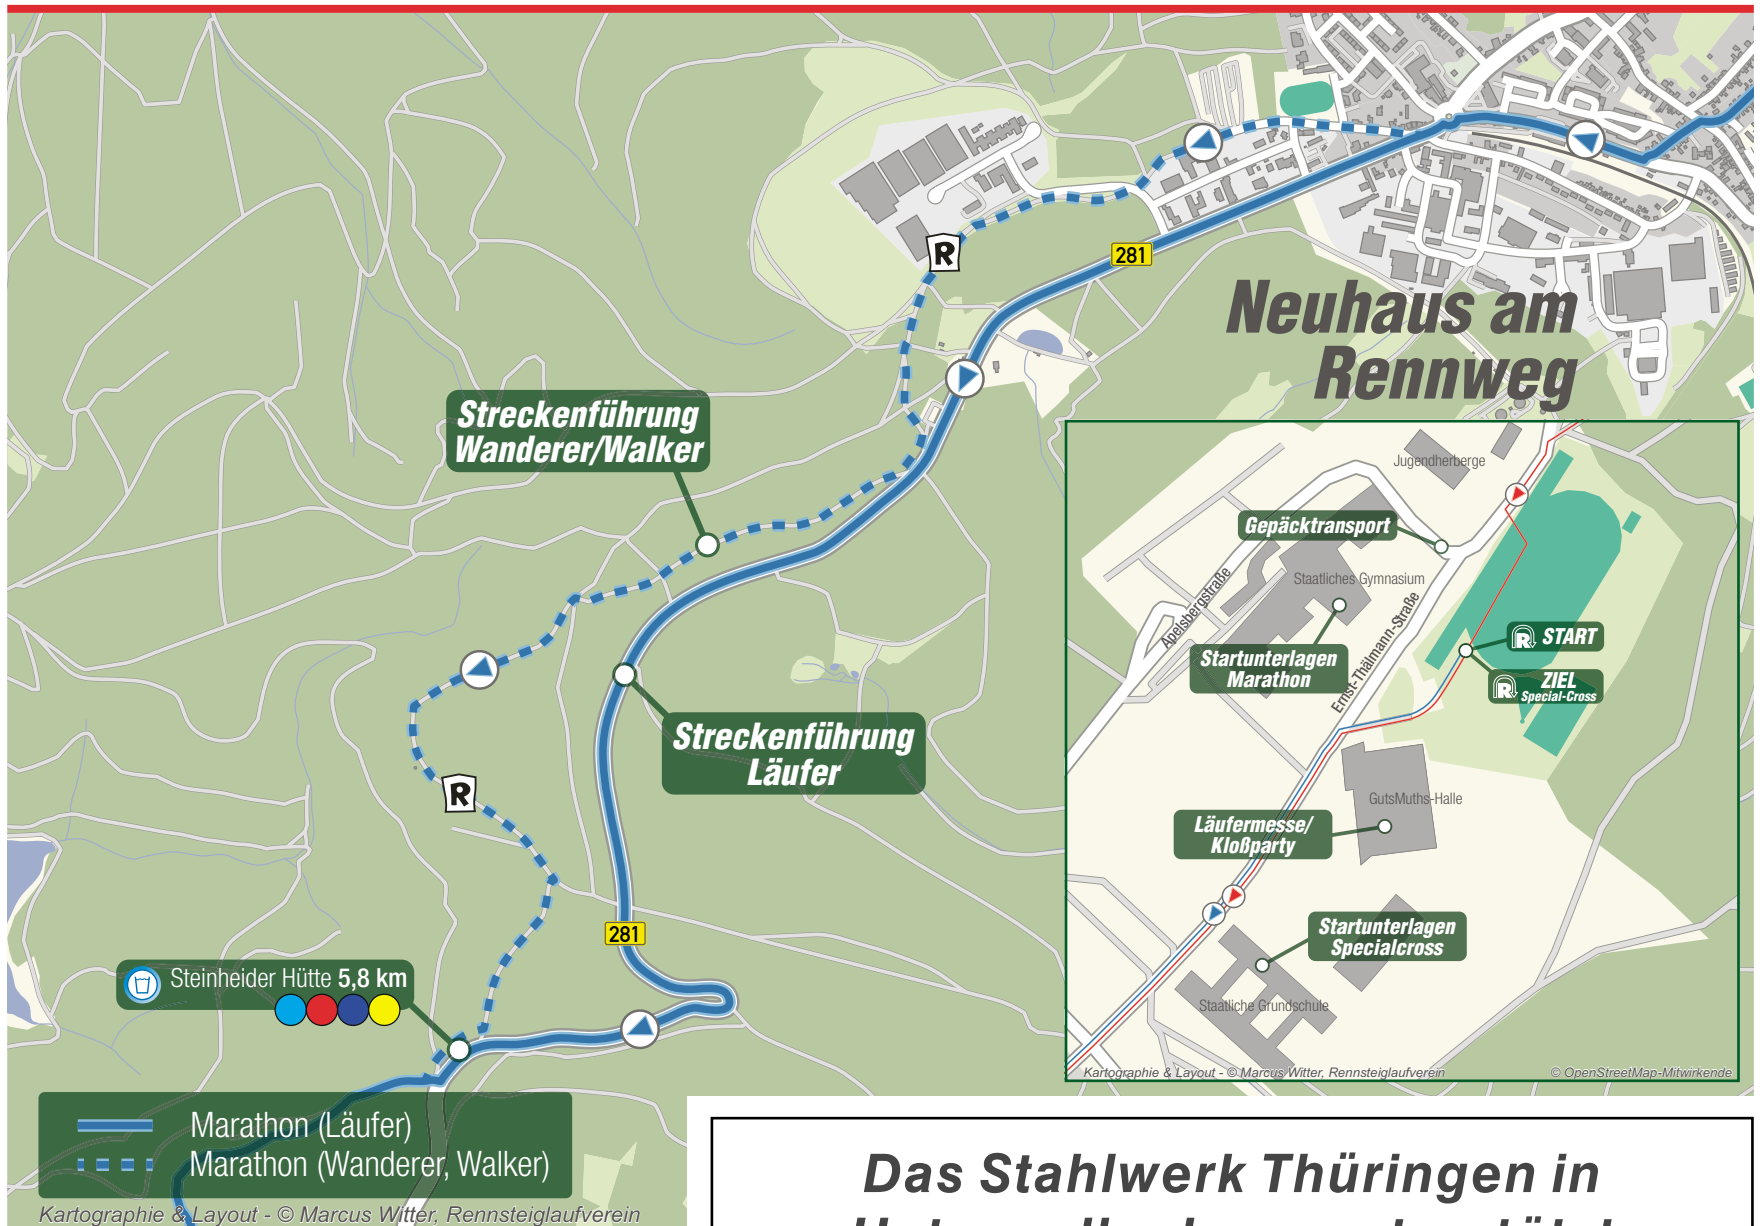 281
Neuhaus am
Rennweg
R
Streckenführung
Wanderer/Walker
Streckenführung
Läufer
R
281
Steinheider Hütte 5,8 km
Marathon (Läufer)
Marathon (Wanderer, Walker)
Kartographie & Layout - © Marcus Witter, Rennsteiglaufverein
Jugendherberge
Gepäcktransport
Staatliches Gymnasium
Apelsbergstraße
Ernst-Thälmann-Straße
Startunterlagen
Marathon
R START
R ZIEL
Special-Cross
GutsMuths-Halle
Läufermesse/
Kloßparty
Startunterlagen
Specialcross
Staatliche Grundschule
Kartographie & Layout - © Marcus Witter, Rennsteiglaufverein
© OpenStreetMap-Mitwirkende
Das Stahlwerk Thüringen in